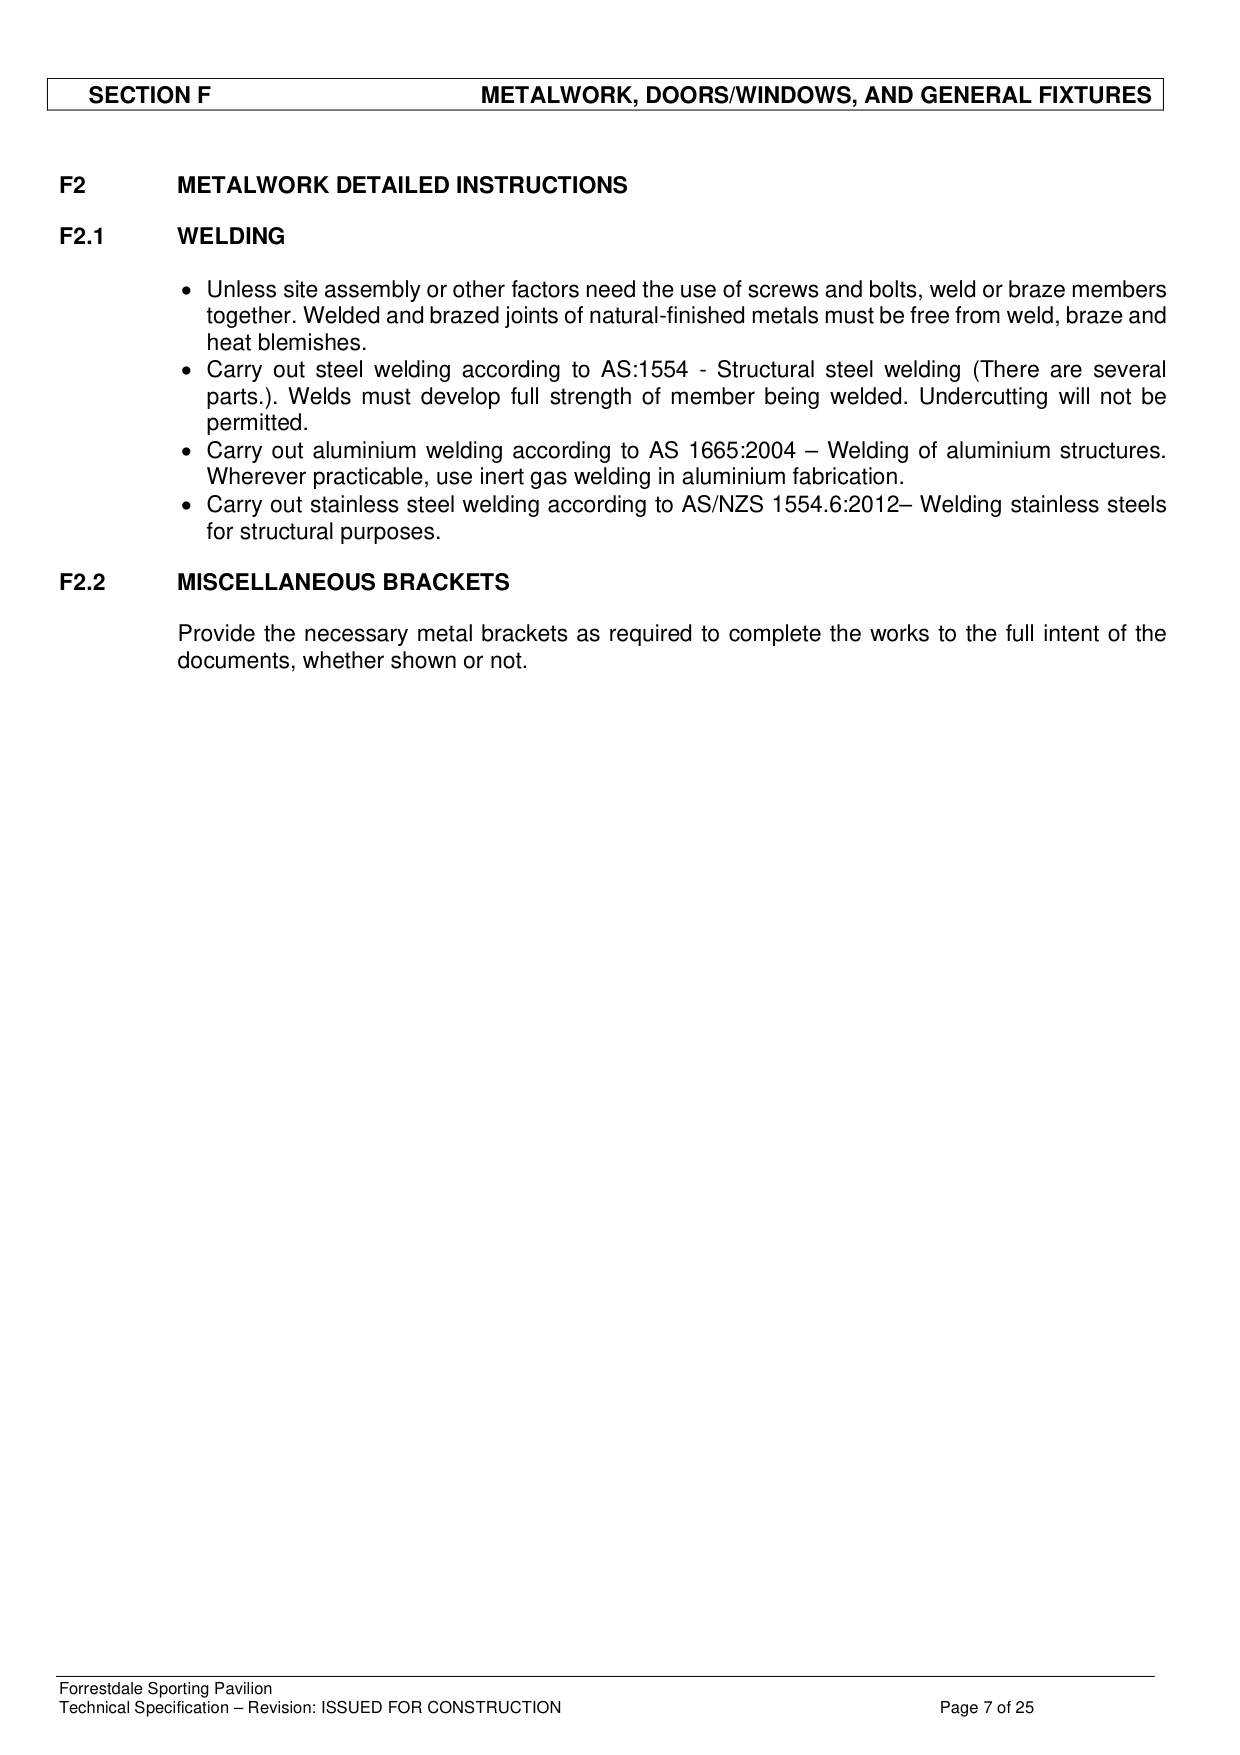 SECTION F METALWORK, DOORS/WINDOWS, AND GENERAL FIXTURES
F2 METALWORK DETAILED INSTRUCTIONS
F2.1 WELDING
• Unless site assembly or other factors need the use of screws and bolts, weld or braze members
together. Welded and brazed joints of natural-finished metals must be free from weld, braze and
heat blemishes.
• Carry out steel welding according to AS:1554 - Structural steel welding (There are several
parts.). Welds must develop full strength of member being welded. Undercutting will not be
permitted.
• Carry out aluminium welding according to AS 1665:2004 – Welding of aluminium structures.
Wherever practicable, use inert gas welding in aluminium fabrication.
• Carry out stainless steel welding according to AS/NZS 1554.6:2012– Welding stainless steels
for structural purposes.
F2.2 MISCELLANEOUS BRACKETS
Provide the necessary metal brackets as required to complete the works to the full intent of the
documents, whether shown or not.
Forrestdale Sporting Pavilion
Technical Specification – Revision: ISSUED FOR CONSTRUCTION Page 7 of 25